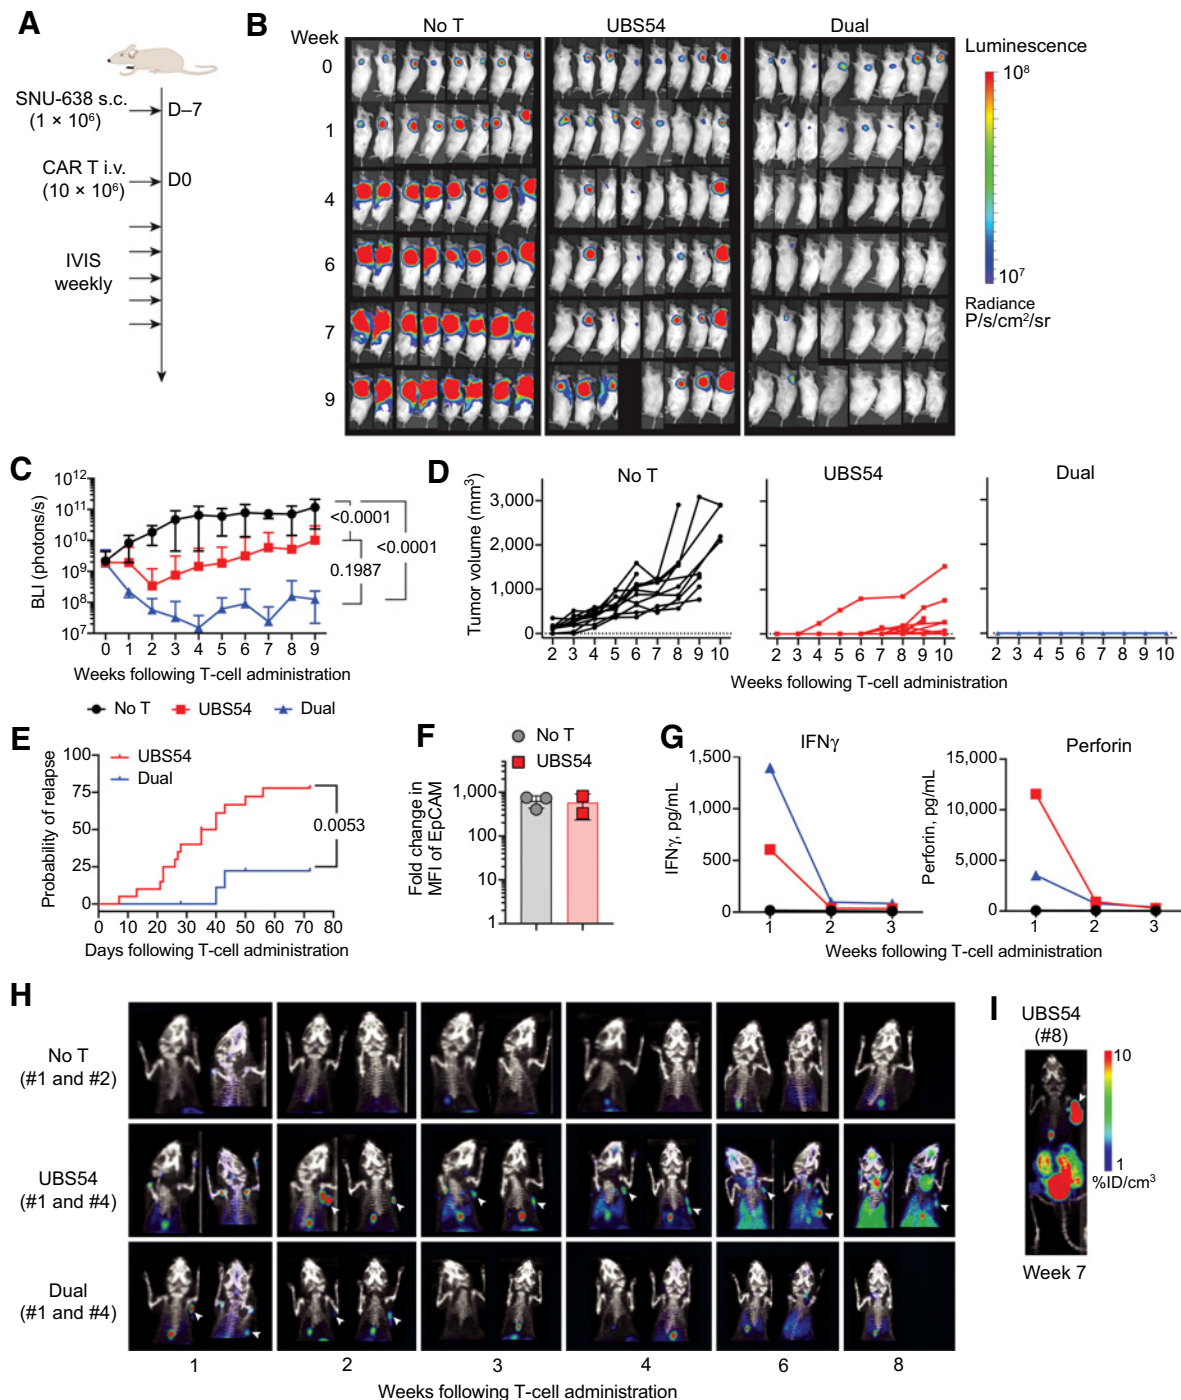 A
SNU-638 s.c.
(1 × 10⁶)
D–7
CAR T i.v.
(10 × 10⁶)
D0
IVIS
weekly
B
Week
No T
UBS54
Dual
0
1
4
6
7
9
Luminescence
10⁸
10⁷
Radiance
P/s/cm²/sr
C
BLI (photons/s)
10¹²
10¹¹
10¹⁰
10⁹
10⁸
10⁷
<0.0001
<0.0001
0.1987
0 1 2 3 4 5 6 7 8 9
Weeks following T-cell administration
No T UBS54 Dual
D
No T
UBS54
Dual
Tumor volume (mm³)
3,000
2,000
1,000
0
2 3 4 5 6 7 8 9 10
2 3 4 5 6 7 8 9 10
2 3 4 5 6 7 8 9 10
Weeks following T-cell administration
E
Probability of relapse
100
75
50
25
0
UBS54
Dual
0.0053
0 10 20 30 40 50 60 70 80
Days following T-cell administration
F
No T
UBS54
Fold change in
MFI of EpCAM
1,000
100
10
1
G
IFNγ
IFNγ, pg/mL
1,500
1,000
500
0
1 2 3
Perforin
Perforin, pg/mL
15,000
10,000
5,000
0
1 2 3
Weeks following T-cell administration
H
No T
(#1 and #2)
UBS54
(#1 and #4)
Dual
(#1 and #4)
1 2 3 4 6 8
Weeks following T-cell administration
I
UBS54
(#8)
10
1
%ID/cm³
Week 7